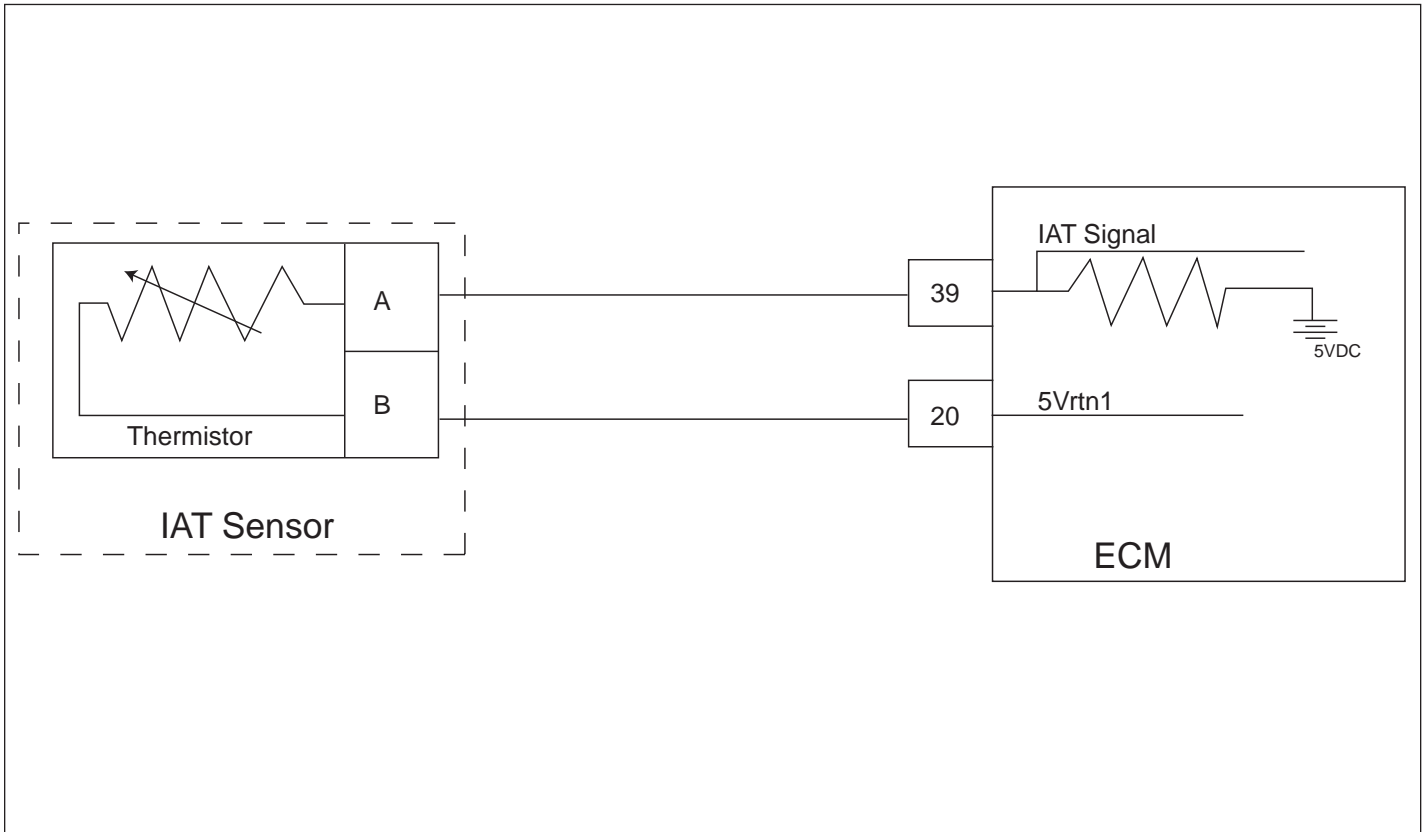 A
B
Thermistor
IAT Sensor
39
20
IAT Signal
5VDC
5Vrtn1
ECM